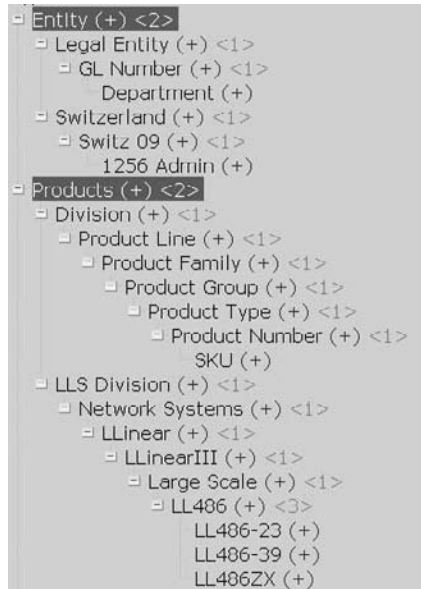 Entity (+) <2>
Legal Entity (+) <1>
GL Number (+) <1>
Department (+)
Switzerland (+) <1>
Switz 09 (+) <1>
1256 Admin (+)
Products (+) <2>
Division (+) <1>
Product Line (+) <1>
Product Family (+) <1>
Product Group (+) <1>
Product Type (+) <1>
Product Number (+) <1>
SKU (+)
LLS Division (+) <1>
Network Systems (+) <1>
LLinear (+) <1>
LLinearIII (+) <1>
Large Scale (+) <1>
LL486 (+) <3>
LL486-23 (+)
LL486-39 (+)
LL486ZX (+)